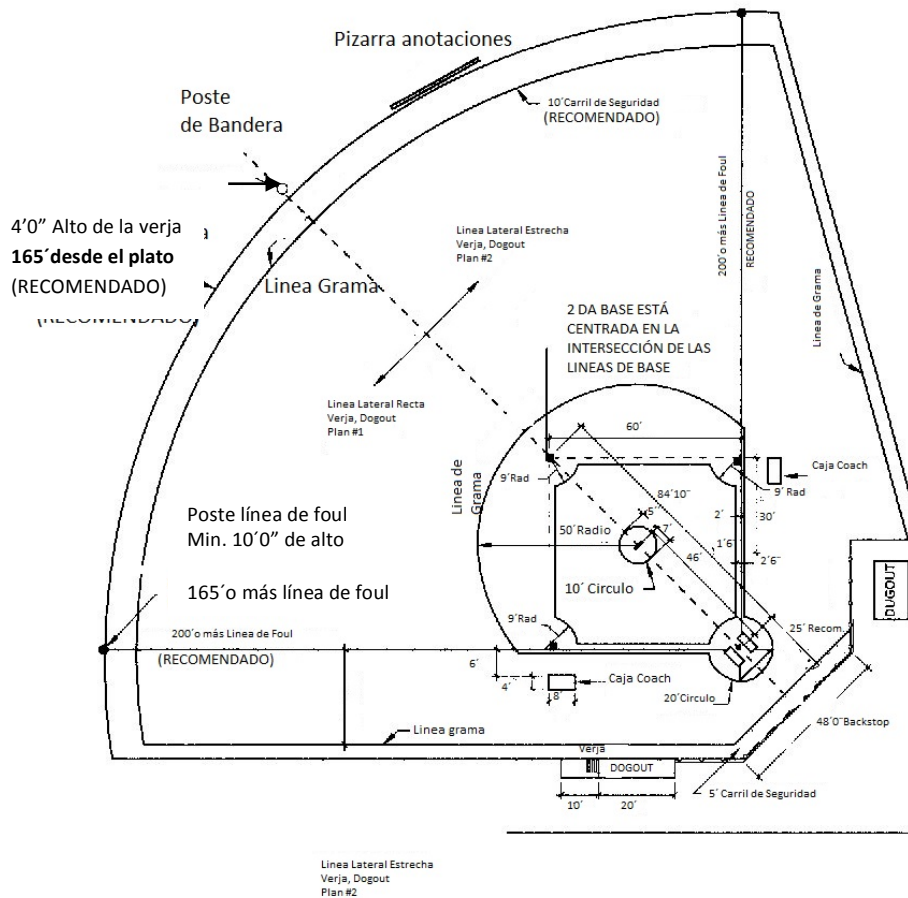 Pizarra anotaciones
Poste
de Bandera
10´Carril de Seguridad
(RECOMENDADO)
4’0” Alto de la verja
165´desde el plato
(RECOMENDADO)
(RECOMENDADO)
Linea Grama
Linea Lateral Estrecha
Verja, Dogout
Plan #2
200´o más Linea de Foul
RECOMENDADO
Linea de Grama
2 DA BASE ESTÁ
CENTRADA EN LA
INTERSECCIÓN DE LAS
LINEAS DE BASE
Linea Lateral Recta
Verja, Dogout
Plan #1
60´
Linea de
Grama
9´Rad
84´10¨
Caja Coach
9´Rad
5¨
7´
2´
30´
50´Radio
46´
1´6¨
2´6¨
10´ Circulo
Poste línea de foul
Min. 10´0” de alto
165´o más línea de foul
200´o más Linea de Foul
(RECOMENDADO)
9´Rad
25´ Recom.
DUGOUT
6´
4´
8´
Caja Coach
20´Circulo
48´0¨Backstop
Linea grama
Verja
DOGOUT
5´ Carril de Seguridad
10´
20´
Linea Lateral Estrecha
Verja, Dogout
Plan #2